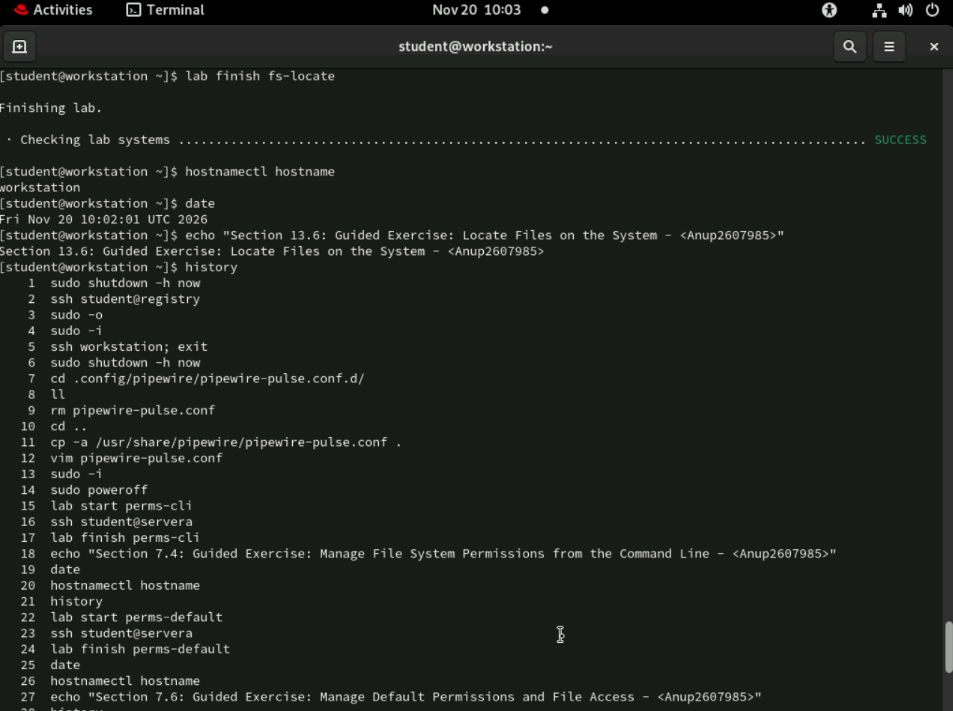 Activities Terminal Nov 20 10:03
student@workstation:~
[student@workstation ~]$ lab finish fs-locate
Finishing lab.
· Checking lab systems ............................................................................................ SUCCESS
[student@workstation ~]$ hostnamectl hostname
workstation
[student@workstation ~]$ date
Fri Nov 20 10:02:01 UTC 2026
[student@workstation ~]$ echo "Section 13.6: Guided Exercise: Locate Files on the System - <Anup2607985>"
Section 13.6: Guided Exercise: Locate Files on the System - <Anup2607985>
[student@workstation ~]$ history
1 sudo shutdown -h now
2 ssh student@registry
3 sudo -o
4 sudo -i
5 ssh workstation; exit
6 sudo shutdown -h now
7 cd .config/pipewire/pipewire-pulse.conf.d/
8 ll
9 rm pipewire-pulse.conf
10 cd ..
11 cp -a /usr/share/pipewire/pipewire-pulse.conf .
12 vim pipewire-pulse.conf
13 sudo -i
14 sudo poweroff
15 lab start perms-cli
16 ssh student@servera
17 lab finish perms-cli
18 echo "Section 7.4: Guided Exercise: Manage File System Permissions from the Command Line - <Anup2607985>"
19 date
20 hostnamectl hostname
21 history
22 lab start perms-default
23 ssh student@servera
24 lab finish perms-default
25 date
26 hostnamectl hostname
27 echo "Section 7.6: Guided Exercise: Manage Default Permissions and File Access - <Anup2607985>"